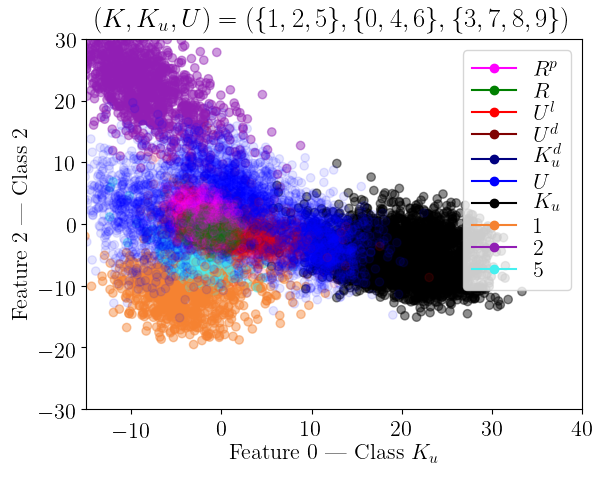 (K, K_u, U) = ({1, 2, 5}, {0, 4, 6}, {3, 7, 8, 9})
30
20
10
0
−10
−20
−30
Feature 2 — Class 2
R^p
R
U^l
U^d
K_u^d
U
K_u
1
2
5
−10
0
10
20
30
40
Feature 0 — Class K_u